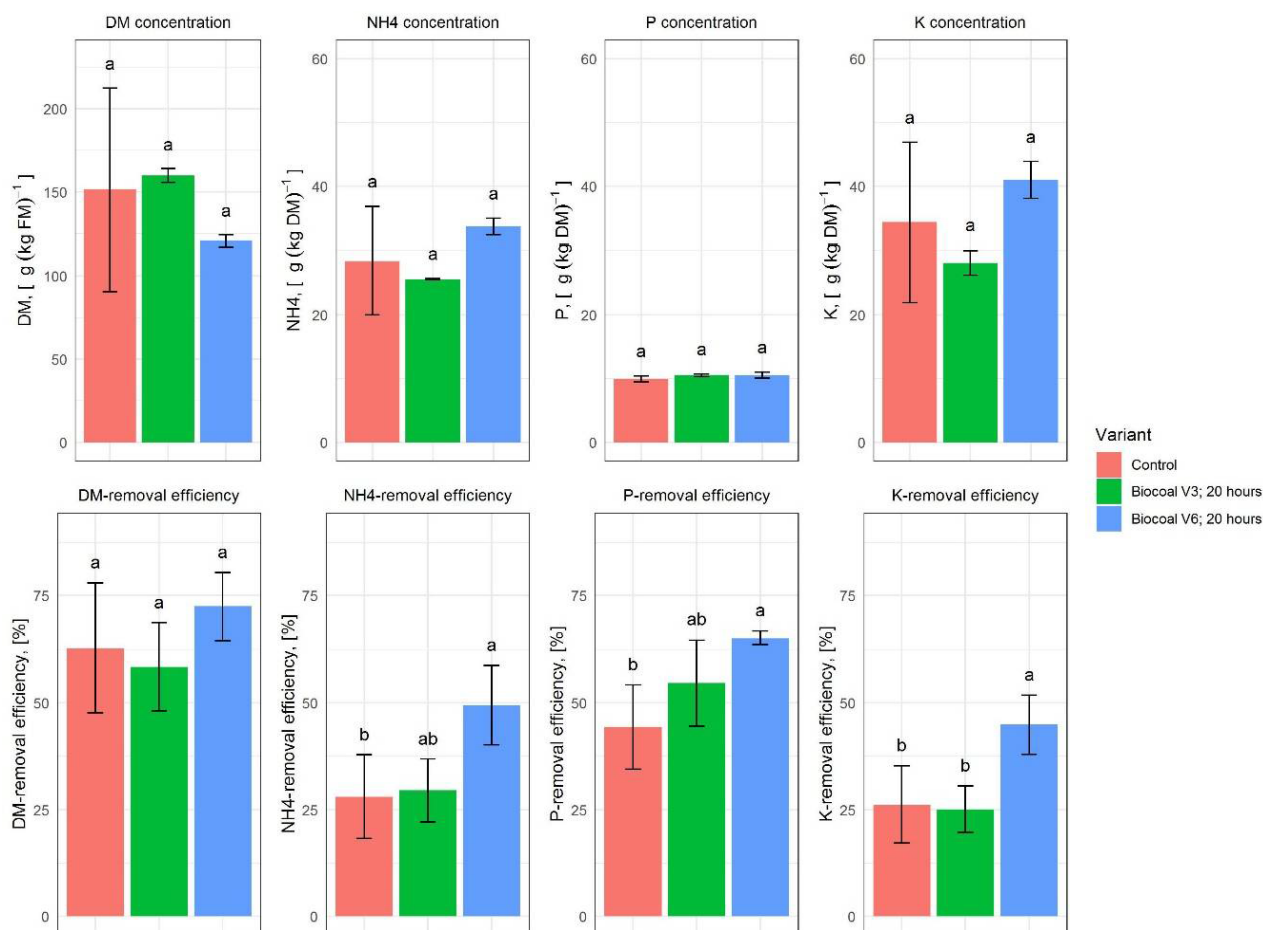 DM concentration
NH4 concentration
P concentration
K concentration
DM, [ g (kg FM)⁻¹ ]
200
150
100
50
0
a
a
a
NH4, [ g (kg DM)⁻¹ ]
60
40
20
0
a
a
a
P, [ g (kg DM)⁻¹ ]
60
40
20
0
a
a
a
K, [ g (kg DM)⁻¹ ]
60
40
20
0
a
a
a
Variant
Control
Biocoal V3; 20 hours
Biocoal V6; 20 hours
DM-removal efficiency
NH4-removal efficiency
P-removal efficiency
K-removal efficiency
DM-removal efficiency, [%]
75
50
25
0
a
a
a
NH4-removal efficiency, [%]
75
50
25
0
b
ab
a
P-removal efficiency, [%]
75
50
25
0
b
ab
a
K-removal efficiency, [%]
75
50
25
0
b
b
a